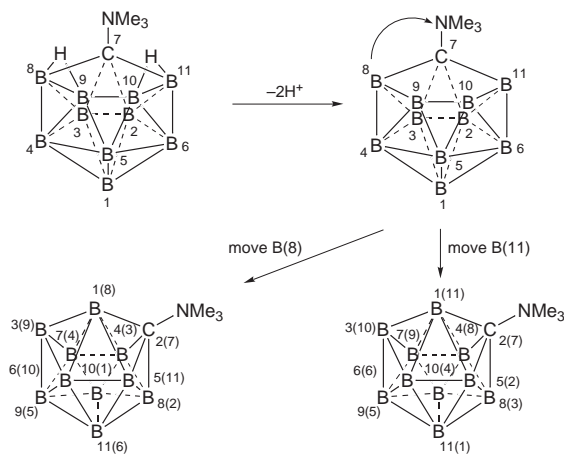 NMe3
7
H
C
H
8
B
9
10
11
B
B
B
B
B
3
2
4
B
B
5
B
6
B
1
–2H+
NMe3
7
C
8
B
9
10
11
B
B
B
B
B
3
2
4
B
B
5
B
6
B
1
move B(8)
move B(11)
1(8)
B
NMe3
3(9)
B
7(4)
4(3)
C
2(7)
B
B
6(10)
10(1)
5(11)
B
B
B
B
B
9(5)
8(2)
B
11(6)
1(11)
B
NMe3
3(10)
B
7(9)
4(8)
C
2(7)
B
B
6(6)
10(4)
5(2)
B
B
B
B
B
9(5)
8(3)
B
11(1)